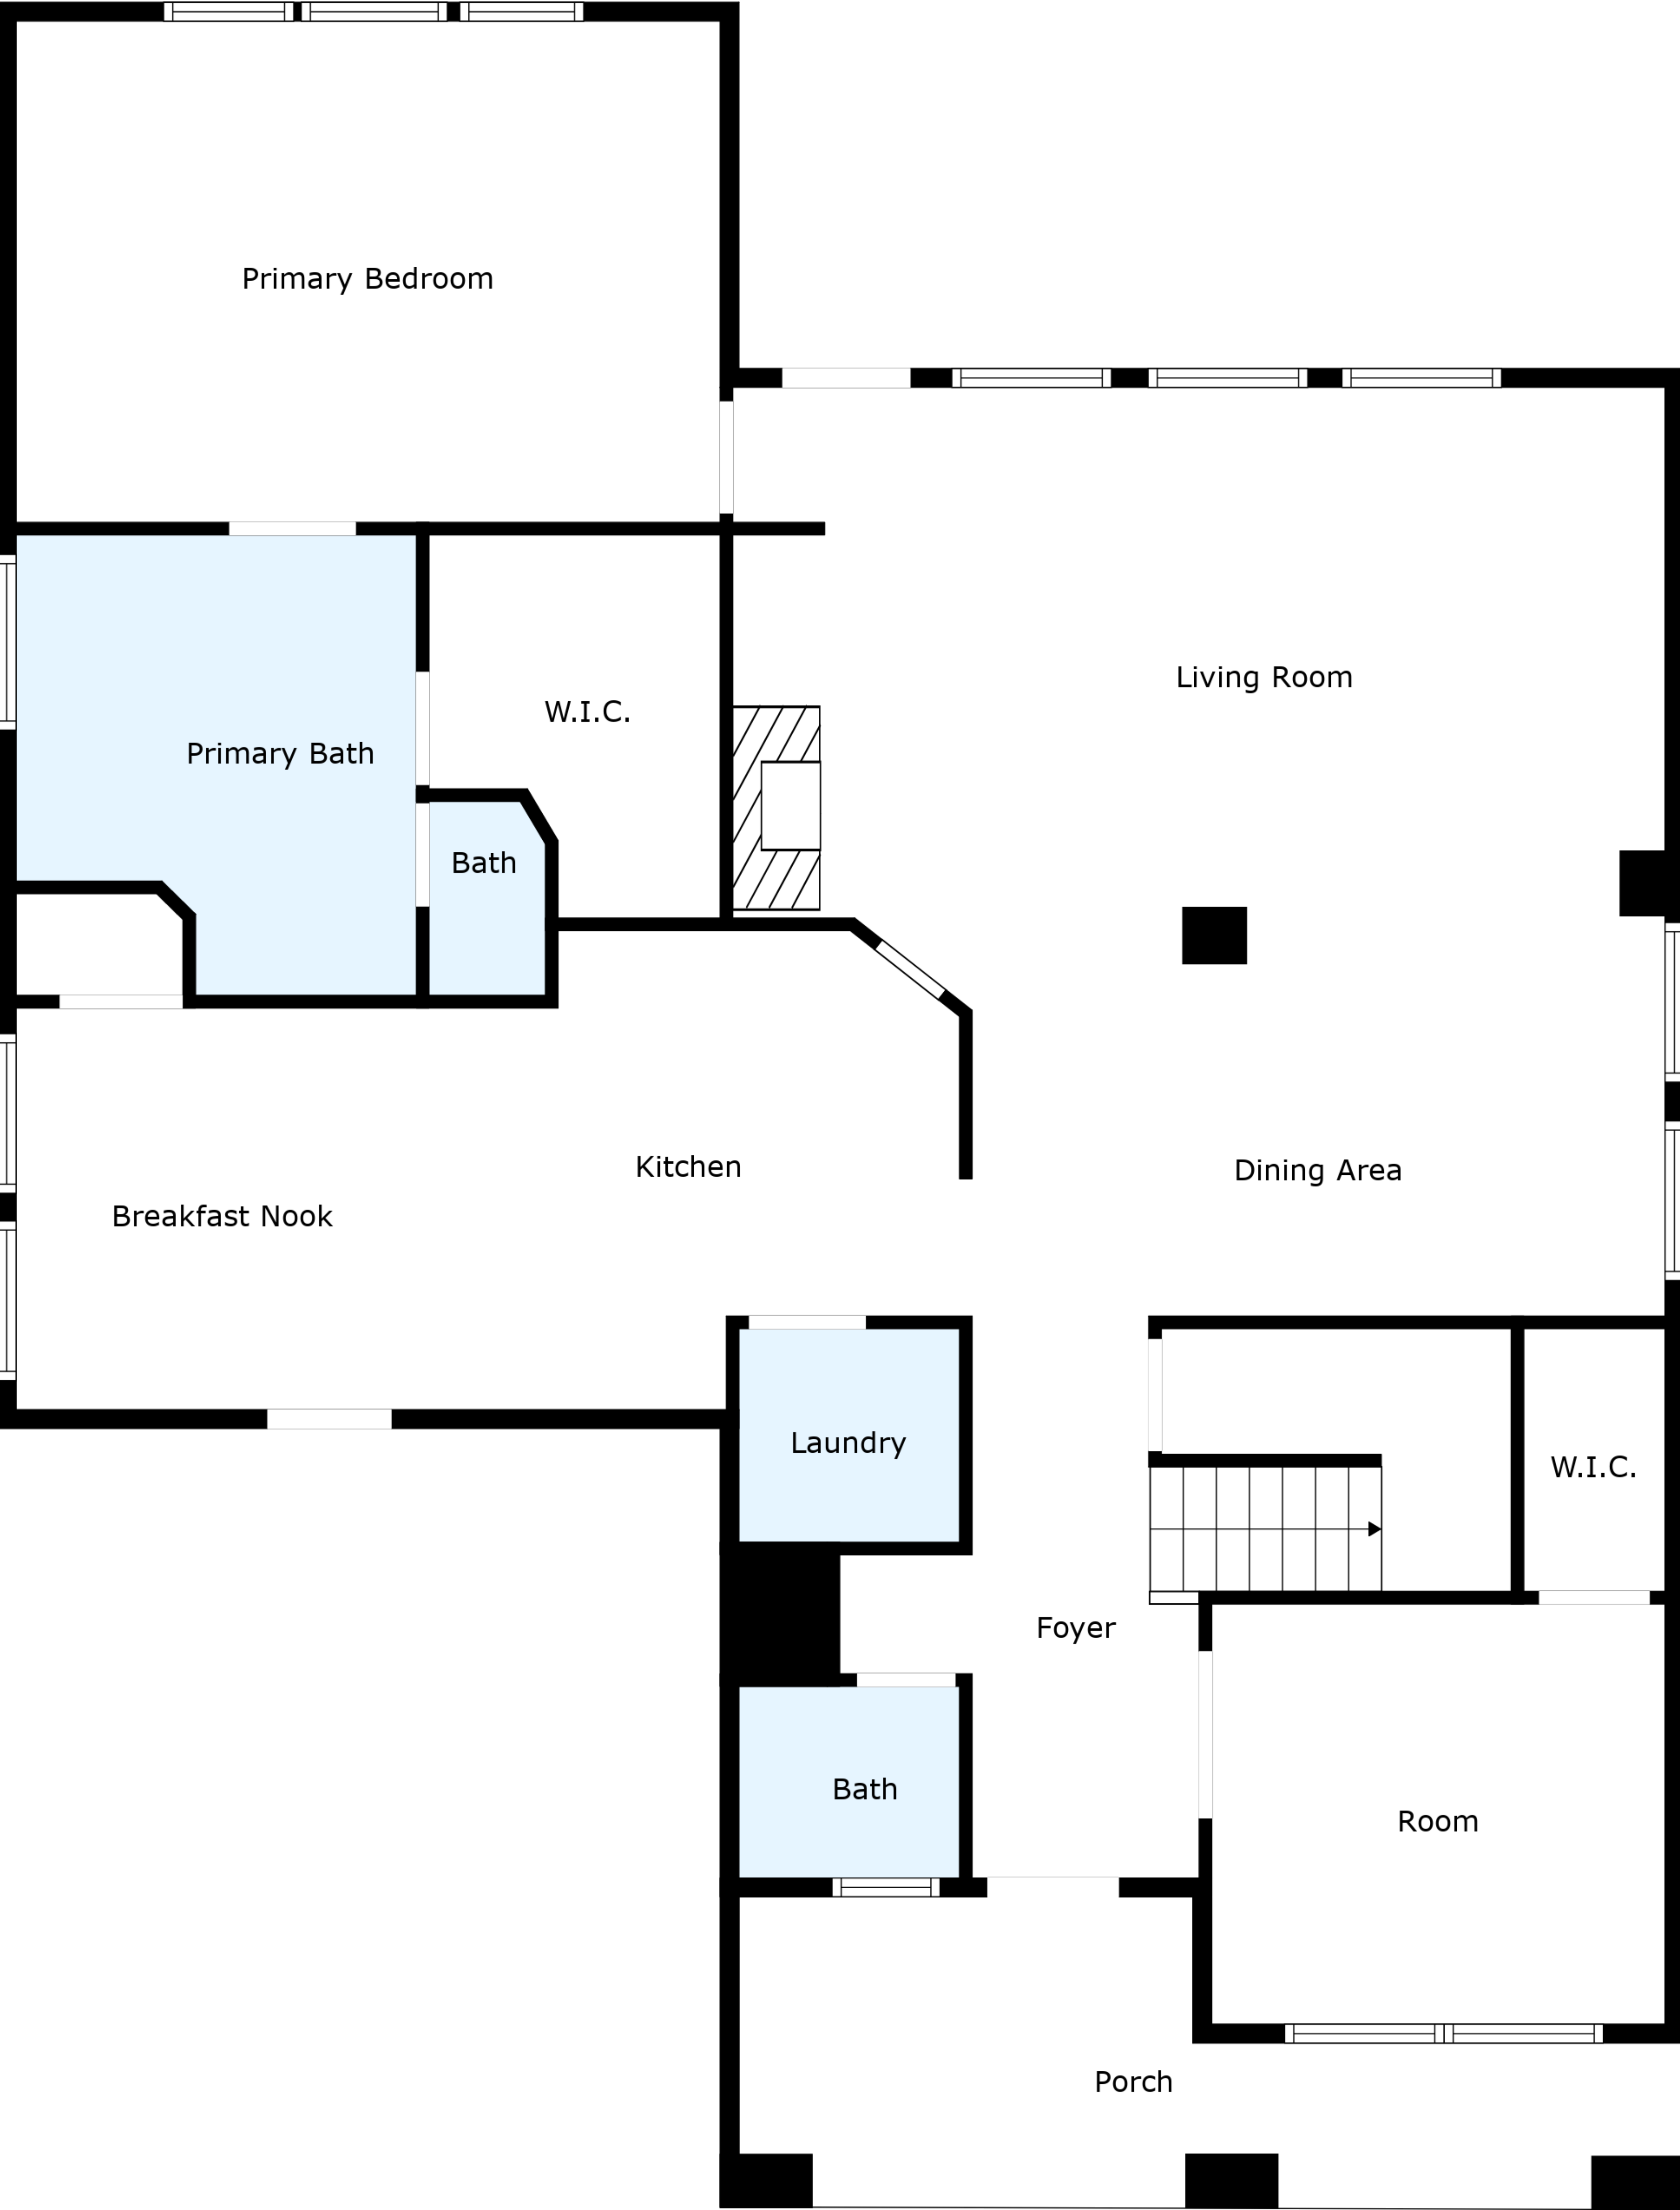 Primary Bedroom
Living Room
W.I.C.
Primary Bath
Bath
Kitchen
Dining Area
Breakfast Nook
Laundry
W.I.C.
Foyer
Bath
Room
Porch